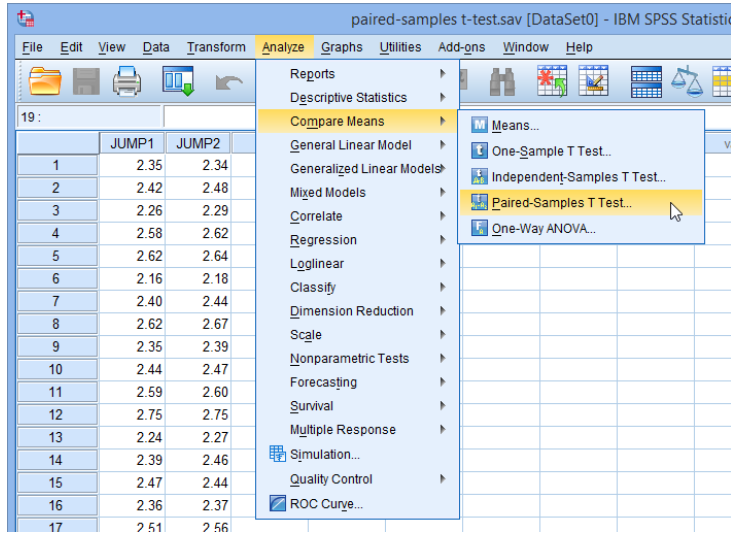 paired-samples t-test.sav [DataSet0] - IBM SPSS Statistic
File Edit View Data Transform Analyze Graphs Utilities Add-ons Window Help
19 :
JUMP1 JUMP2
1 2.35 2.34
2 2.42 2.48
3 2.26 2.29
4 2.58 2.62
5 2.62 2.64
6 2.16 2.18
7 2.40 2.44
8 2.62 2.67
9 2.35 2.39
10 2.44 2.47
11 2.59 2.60
12 2.75 2.75
13 2.24 2.27
14 2.39 2.46
15 2.47 2.44
16 2.36 2.37
17 2.51 2.56
Reports
Descriptive Statistics
Compare Means
General Linear Model
Generalized Linear Models
Mixed Models
Correlate
Regression
Loglinear
Classify
Dimension Reduction
Scale
Nonparametric Tests
Forecasting
Survival
Multiple Response
Simulation...
Quality Control
ROC Curve...
M Means...
One-Sample T Test...
Independent-Samples T Test...
Paired-Samples T Test...
One-Way ANOVA...